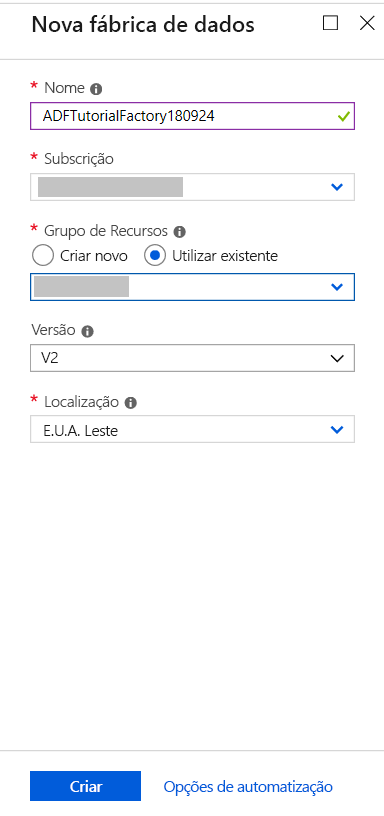 Nova fábrica de dados
* Nome
ADFTutorialFactory180924
* Subscrição
* Grupo de Recursos
Criar novo Utilizar existente
Versão
V2
* Localização
E.U.A. Leste
Criar Opções de automatização